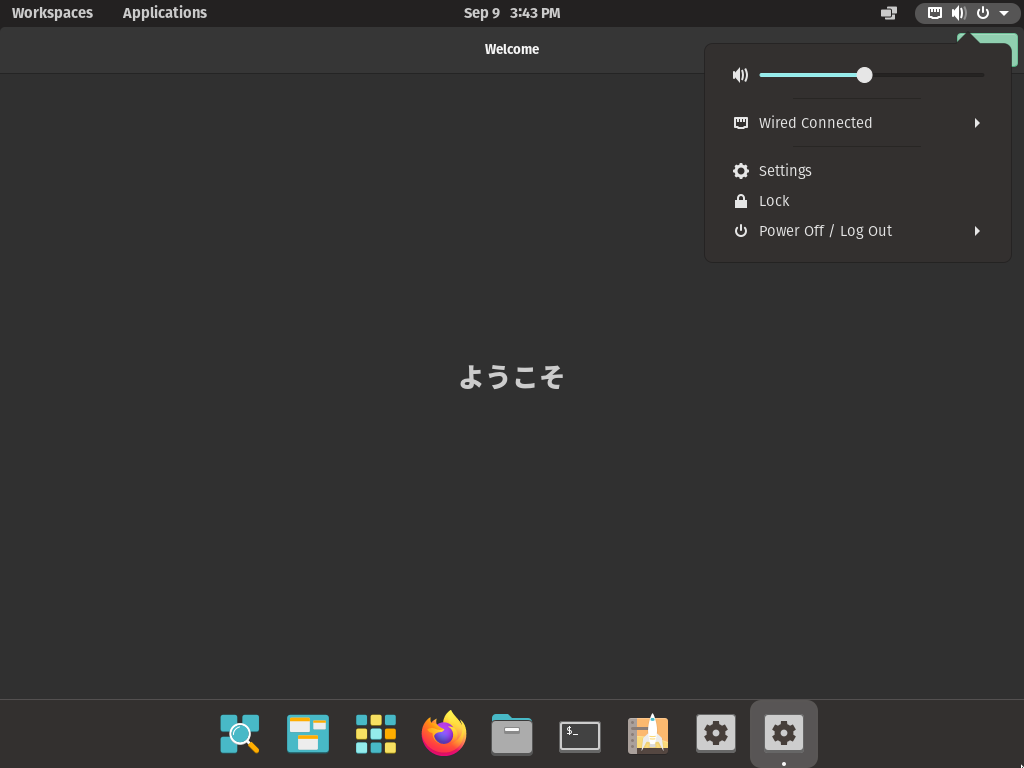 Workspaces Applications Sep 9 3:43 PM
Welcome
Wired Connected
Settings
Lock
Power Off / Log Out
ようこそ
$_